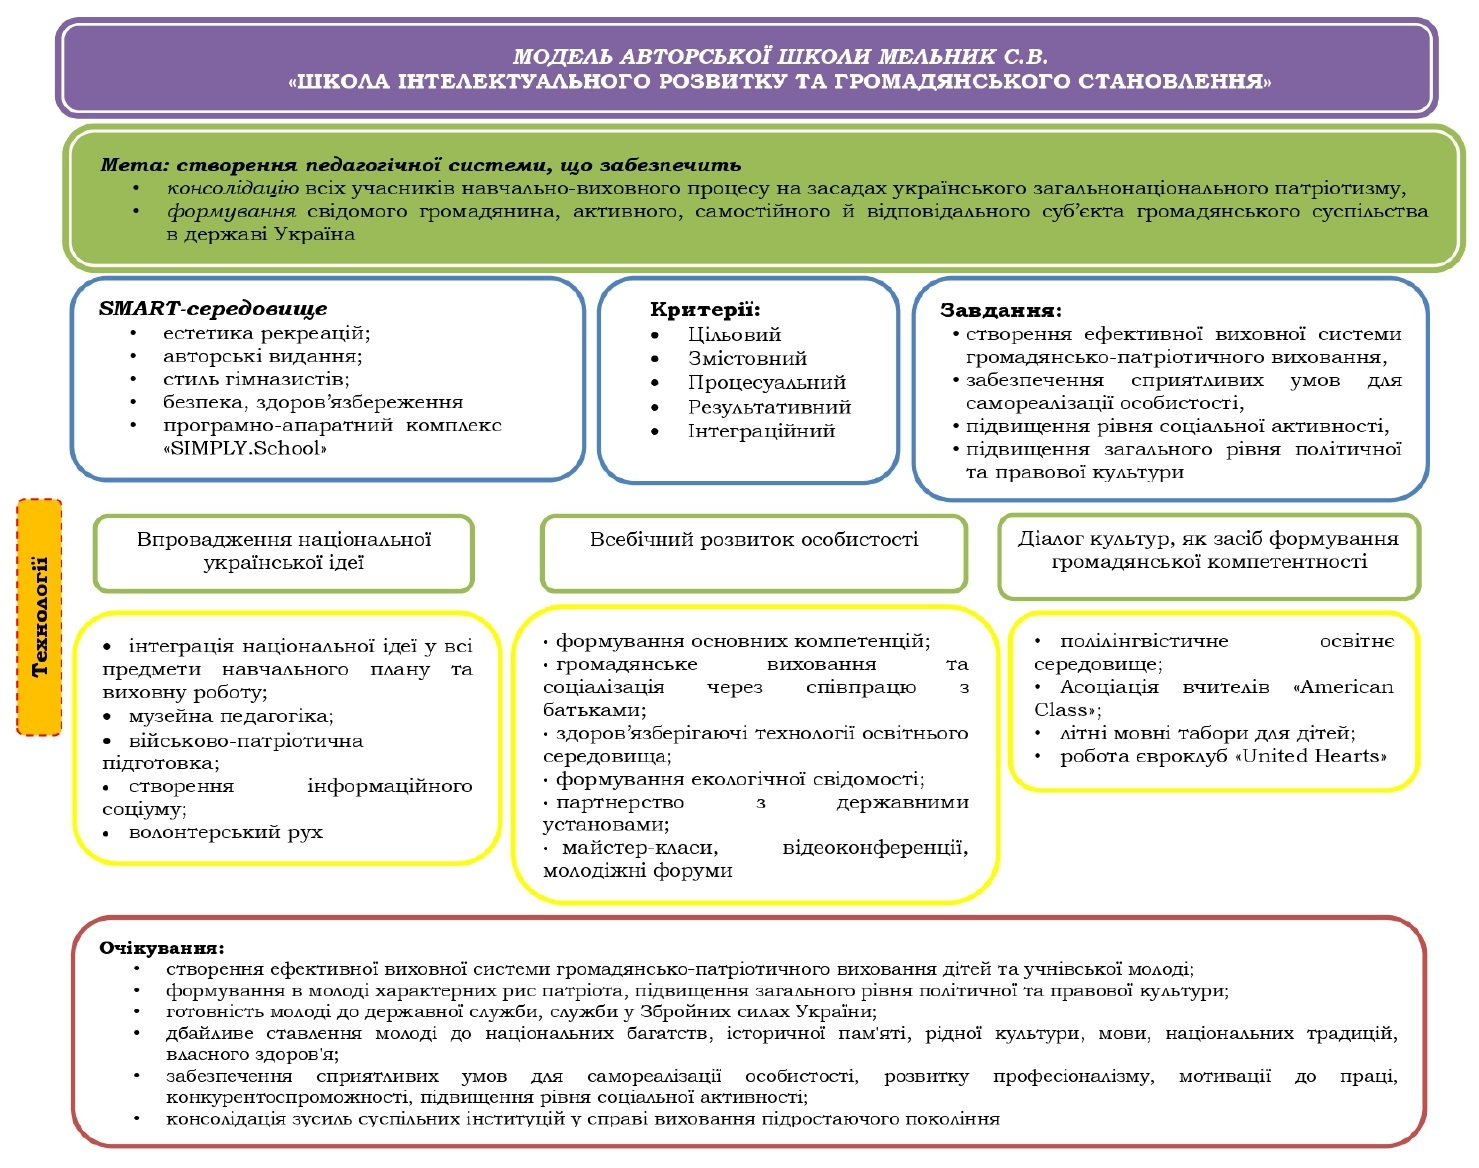 МОДЕЛЬ АВТОРСЬКОЇ ШКОЛИ МЕЛЬНИК С.В.
«ШКОЛА ІНТЕЛЕКТУАЛЬНОГО РОЗВИТКУ ТА ГРОМАДЯНСЬКОГО СТАНОВЛЕННЯ»
Мета: створення педагогічної системи, що забезпечить
• консолідацію всіх учасників навчально-виховного процесу на засадах українського загальнонаціонального патріотизму,
• формування свідомого громадянина, активного, самостійного й відповідального суб’єкта громадянського суспільства
в державі Україна
SMART-середовище
• естетика рекреацій;
• авторські видання;
• стиль гімназистів;
• безпека, здоров’язбереження
• програмно-апаратний комплекс
«SIMPLY.School»
Критерії:
• Цільовий
• Змістовний
• Процесуальний
• Результативний
• Інтеграційний
Завдання:
• створення ефективної виховної системи
громадянсько-патріотичного виховання,
• забезпечення сприятливих умов для
самореалізації особистості,
• підвищення рівня соціальної активності,
• підвищення загального рівня політичної
та правової культури
Технології
Впровадження національної
української ідеї
• інтеграція національної ідеї у всі
предмети навчального плану та
виховну роботу;
• музейна педагогіка;
• військово-патріотична
підготовка;
• створення інформаційного
соціуму;
• волонтерський рух
Всебічний розвиток особистості
· формування основних компетенцій;
· громадянське виховання та
соціалізація через співпрацю з
батьками;
· здоров’язберігаючі технології освітнього
середовища;
· формування екологічної свідомості;
· партнерство з державними
установами;
· майстер-класи, відеоконференції,
молодіжні форуми
Діалог культур, як засіб формування
громадянської компетентності
• полілінгвістичне освітнє
середовище;
• Асоціація вчителів «American
Class»;
• літні мовні табори для дітей;
• робота євроклуб «United Hearts»
Очікування:
• створення ефективної виховної системи громадянсько-патріотичного виховання дітей та учнівської молоді;
• формування в молоді характерних рис патріота, підвищення загального рівня політичної та правової культури;
• готовність молоді до державної служби, служби у Збройних силах України;
• дбайливе ставлення молоді до національних багатств, історичної пам'яті, рідної культури, мови, національних традицій,
власного здоров'я;
• забезпечення сприятливих умов для самореалізації особистості, розвитку професіоналізму, мотивації до праці,
конкурентоспроможності, підвищення рівня соціальної активності;
• консолідація зусиль суспільних інституцій у справі виховання підростаючого покоління